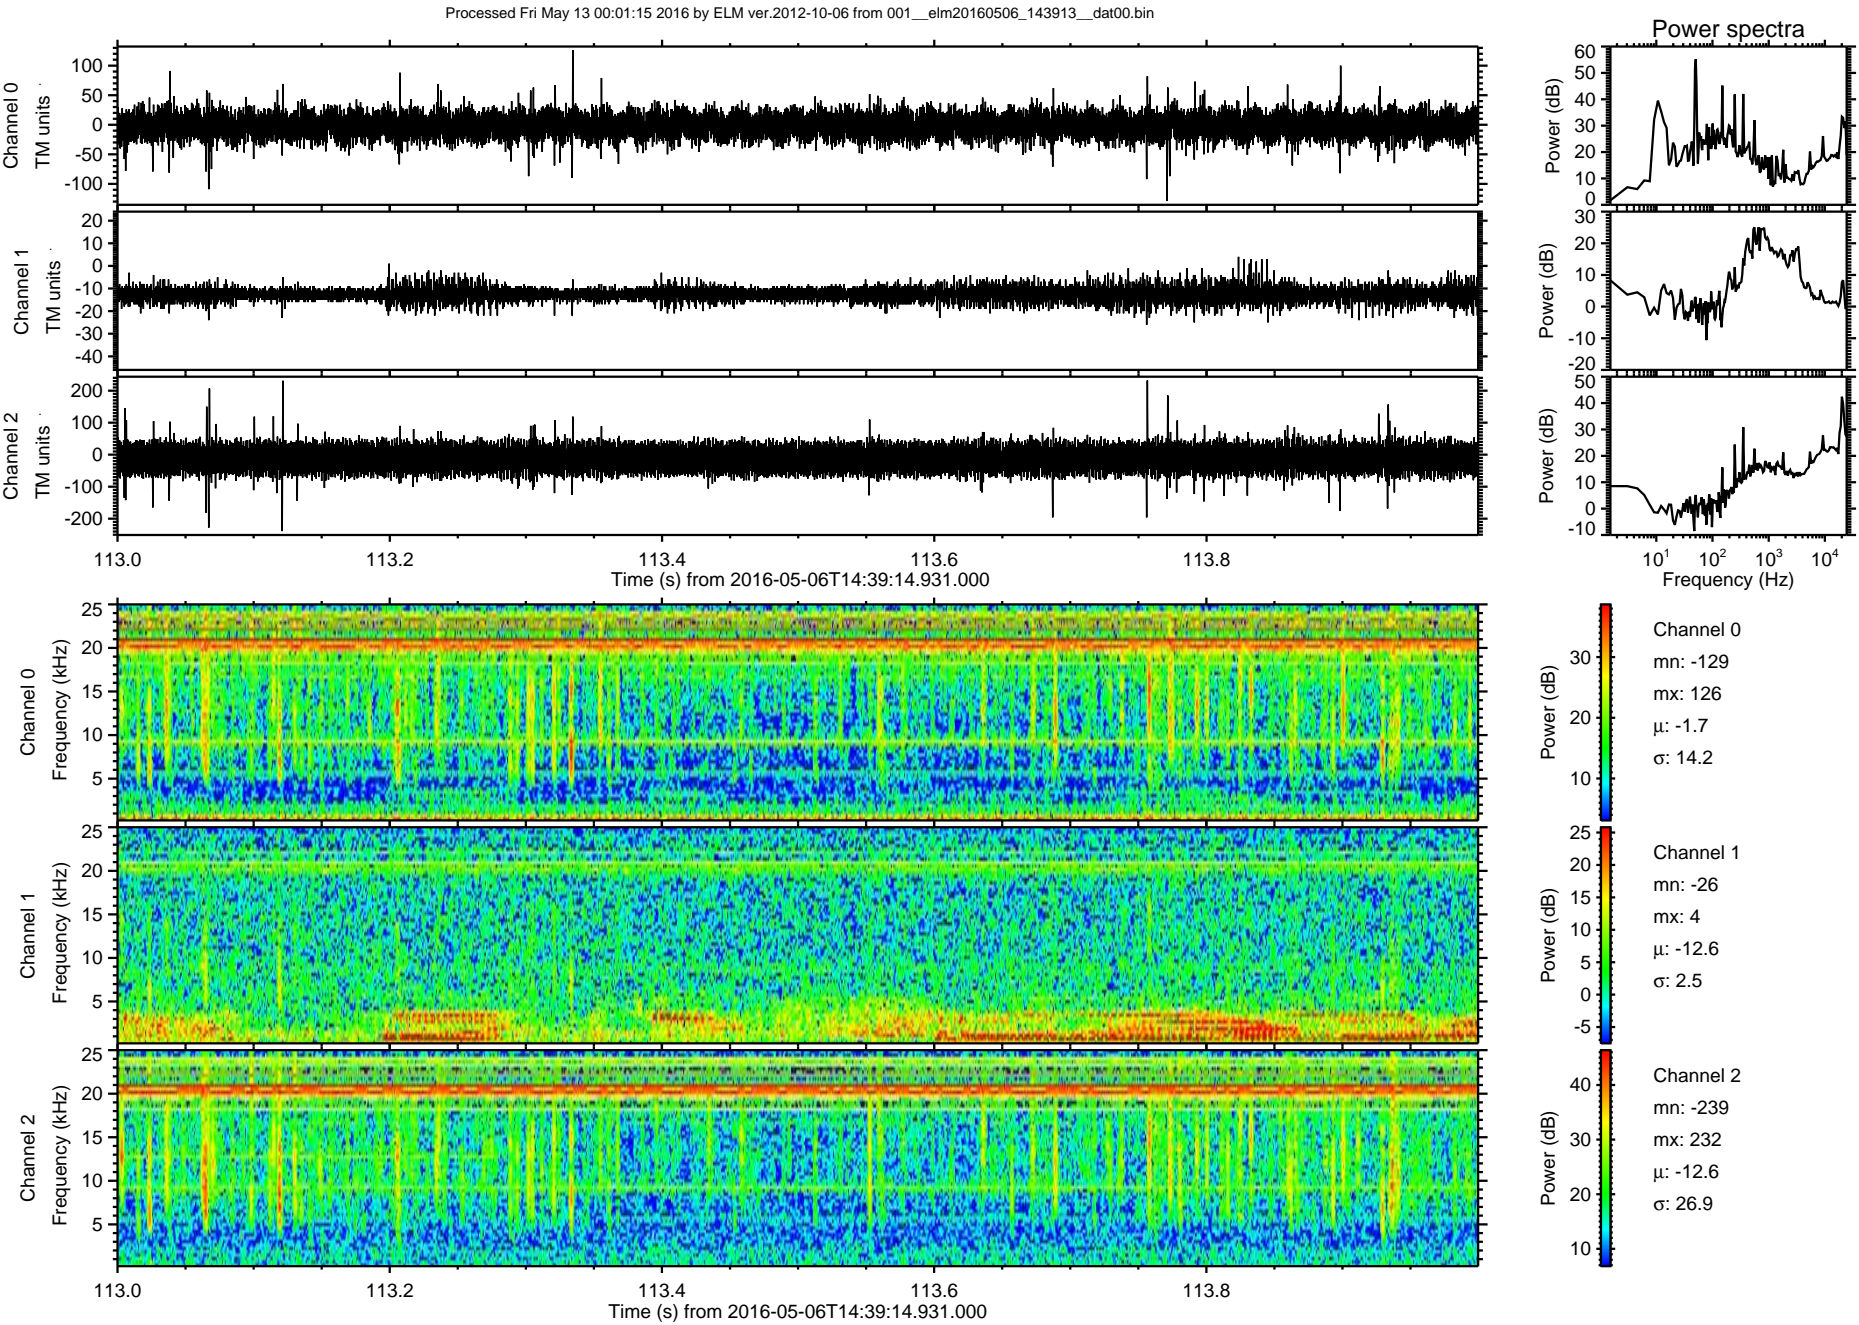 Processed Fri May 13 00:01:15 2016 by ELM ver.2012-10-06 from 001__elm20160506_143913__dat00.bin
Power spectra
Channel 0
TM units
100
50
0
-50
-100
Power (dB)
60
50
40
30
20
10
0
Channel 1
TM units
20
10
0
-10
-20
-30
-40
Power (dB)
30
20
10
0
-10
-20
Channel 2
TM units
200
100
0
-100
-200
Power (dB)
50
40
30
20
10
0
-10
113.0 113.2 113.4 113.6 113.8
Time (s) from 2016-05-06T14:39:14.931.000
10¹ 10² 10³ 10⁴
Frequency (Hz)
Channel 0
Frequency (kHz)
25
20
15
10
5
Power (dB)
30
20
10
Channel 0
mn: -129
mx: 126
μ: -1.7
σ: 14.2
Channel 1
Frequency (kHz)
25
20
15
10
5
Power (dB)
25
20
15
10
5
0
-5
Channel 1
mn: -26
mx: 4
μ: -12.6
σ: 2.5
Channel 2
Frequency (kHz)
25
20
15
10
5
Power (dB)
40
30
20
10
Channel 2
mn: -239
mx: 232
μ: -12.6
σ: 26.9
113.0 113.2 113.4 113.6 113.8
Time (s) from 2016-05-06T14:39:14.931.000